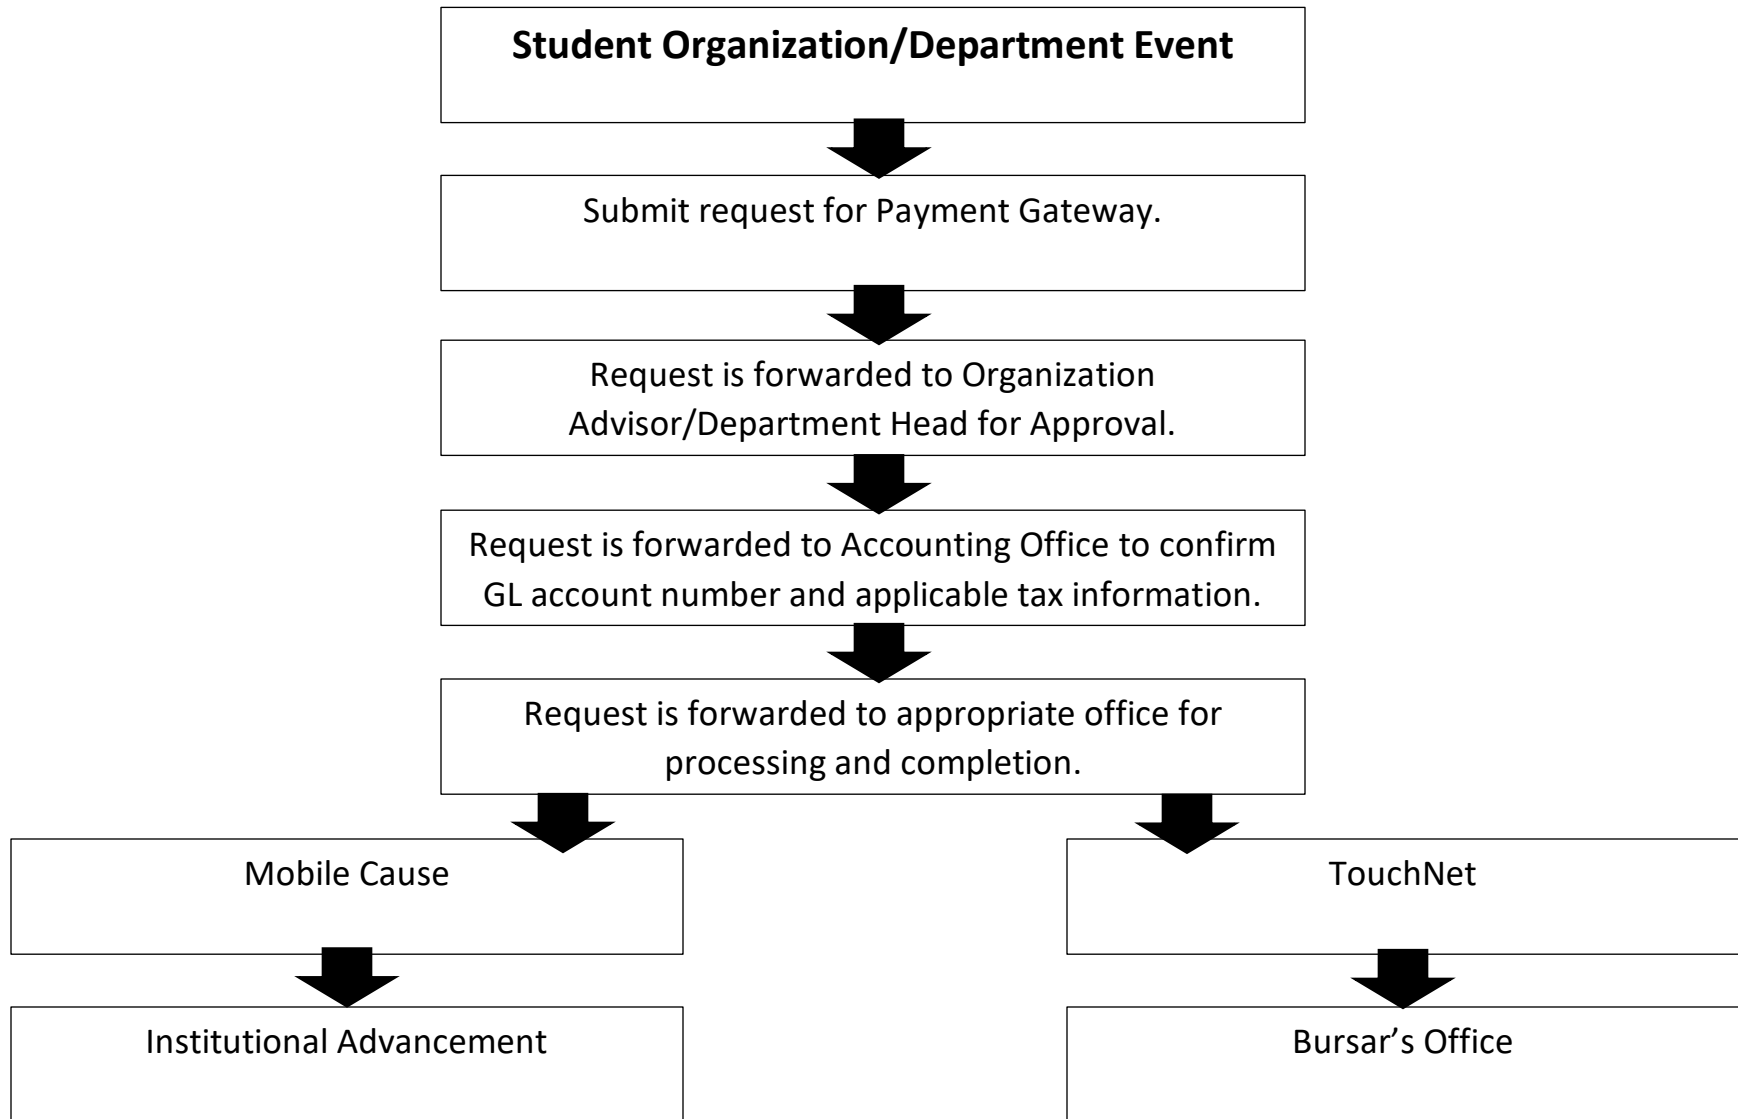 Student Organization/Department Event
Submit request for Payment Gateway.
Request is forwarded to Organization
Advisor/Department Head for Approval.
Request is forwarded to Accounting Office to confirm
GL account number and applicable tax information.
Request is forwarded to appropriate office for
processing and completion.
Mobile Cause
TouchNet
Institutional Advancement
Bursar’s Office